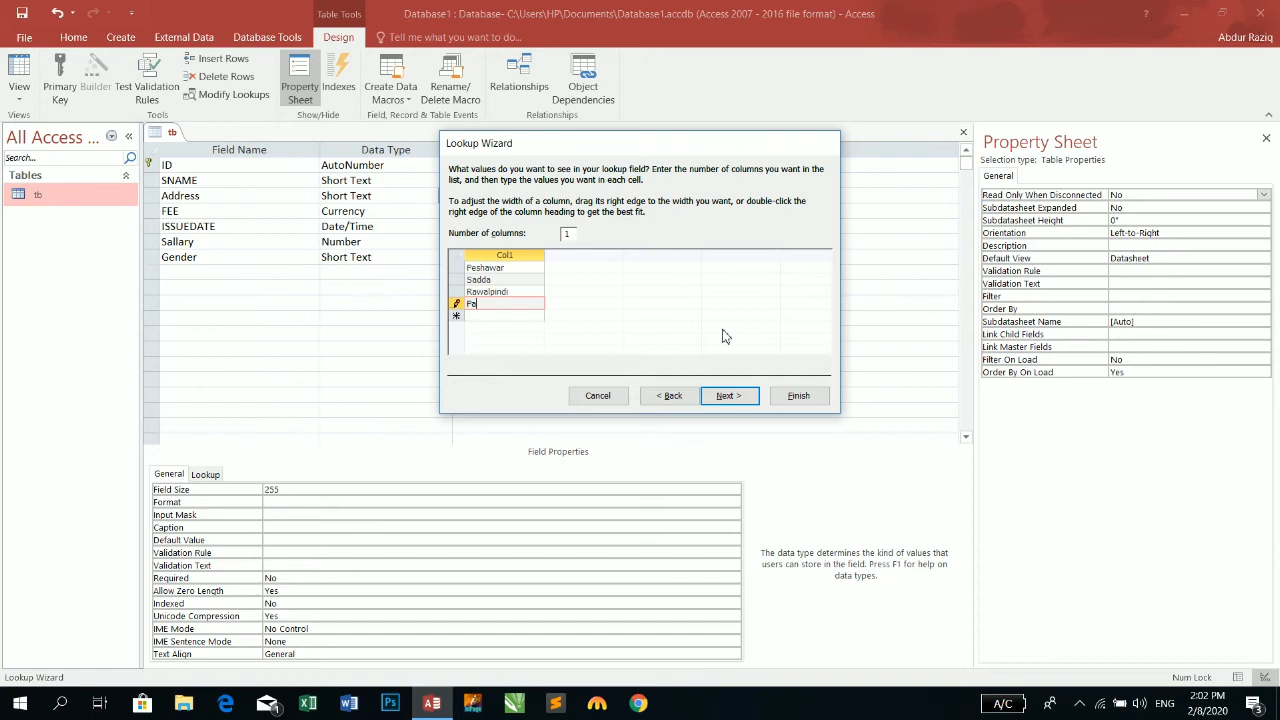 Table Tools
Database1 : Database- C:\Users\HP\Documents\Database1.accdb (Access 2007 - 2016 file format) - Access
File Home Create External Data Database Tools Design Tell me what you want to do... Abdur Raziq
View
Primary Key
Builder
Test Validation Rules
Insert Rows
Delete Rows
Modify Lookups
Property Sheet
Indexes
Create Data Macros
Rename/ Delete Macro
Relationships
Object Dependencies
Views Tools Show/Hide Field, Record & Table Events Relationships
All Access ...
Search...
Tables
tb
tb
Field Name Data Type
ID AutoNumber
SNAME Short Text
Address Short Text
FEE Currency
ISSUEDATE Date/Time
Sallary Number
Gender Short Text
Lookup Wizard
What values do you want to see in your lookup field? Enter the number of columns you want in the
list, and then type the values you want in each cell.
To adjust the width of a column, drag its right edge to the width you want, or double-click the
right edge of the column heading to get the best fit.
Number of columns: 1
Col1
Peshawar
Sadda
Rawalpindi
Pa
Cancel < Back Next > Finish
Property Sheet
Selection type: Table Properties
General
Read Only When Disconnected No
Subdatasheet Expanded No
Subdatasheet Height 0"
Orientation Left-to-Right
Description
Default View Datasheet
Validation Rule
Validation Text
Filter
Order By
Subdatasheet Name [Auto]
Link Child Fields
Link Master Fields
Filter On Load No
Order By On Load Yes
Field Properties
General Lookup
Field Size 255
Format
Input Mask
Caption
Default Value
Validation Rule
Validation Text
Required No
Allow Zero Length Yes
Indexed No
Unicode Compression Yes
IME Mode No Control
IME Sentence Mode None
Text Align General
The data type determines the kind of values that
users can store in the field. Press F1 for help on
data types.
Lookup Wizard Num Lock
A/C
2:02 PM
2/8/2020